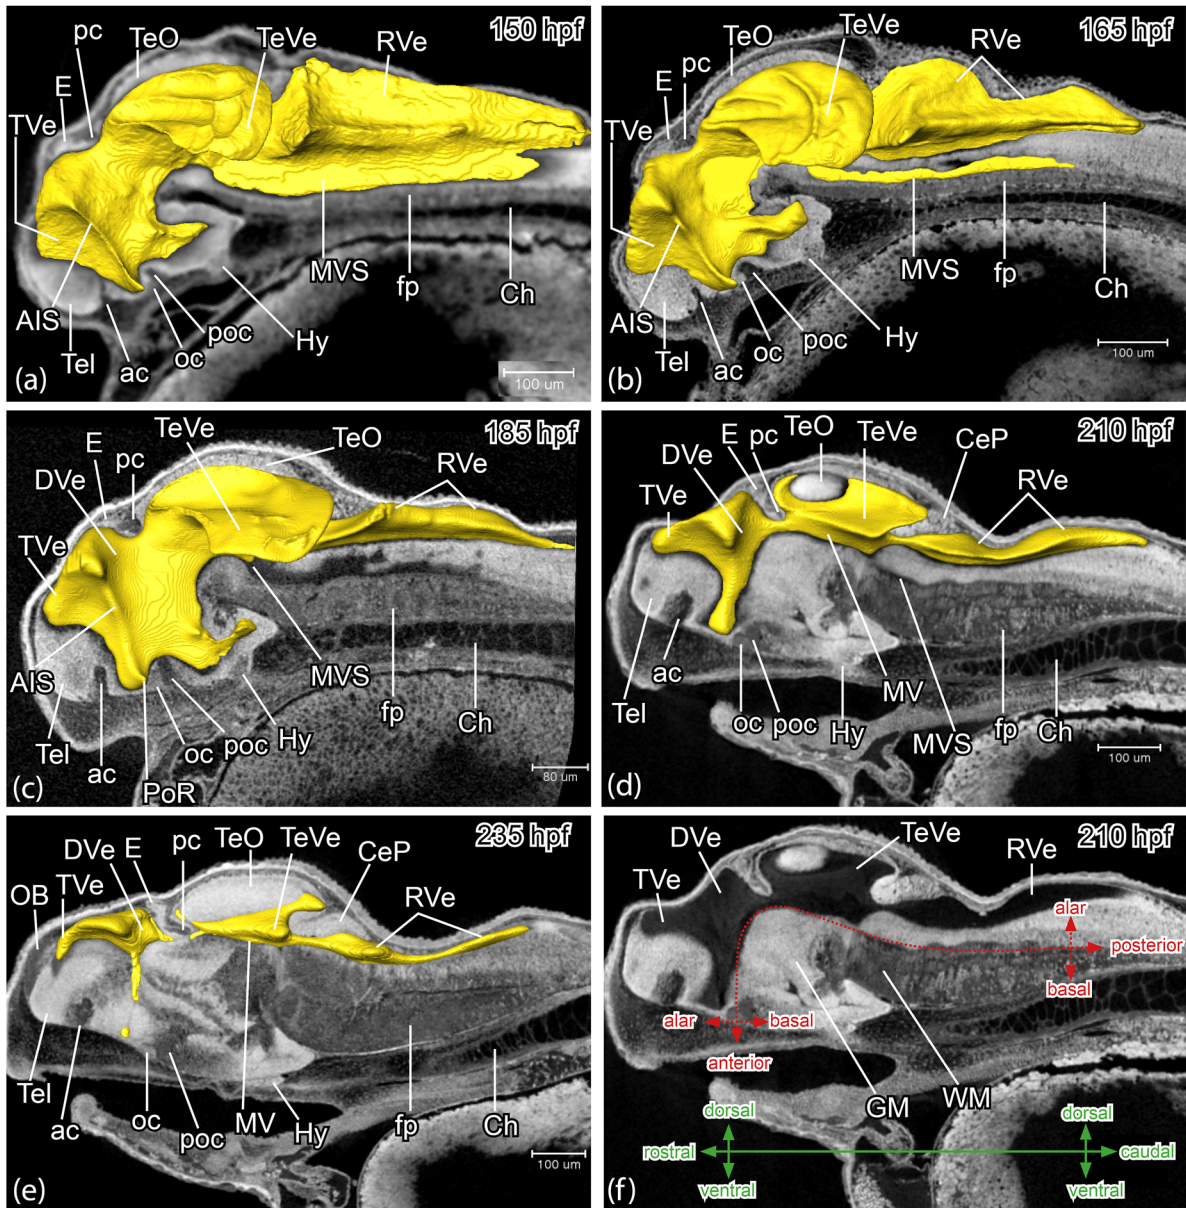 150 hpf
pc
TeO
TeVe
RVe
E
TVe
AIS
Tel
ac
oc
poc
Hy
MVS
fp
Ch
100 um
(a)
165 hpf
TeO
TeVe
RVe
E
pc
TVe
AIS
Tel
ac
oc
poc
Hy
MVS
fp
Ch
100 um
(b)
185 hpf
TeVe
TeO
E
pc
DVe
RVe
TVe
AIS
Tel
ac
PoR
oc
poc
Hy
MVS
fp
Ch
80 um
(c)
210 hpf
TeO
E
pc
TeVe
CeP
DVe
TVe
RVe
Tel
ac
oc
poc
Hy
MV
MVS
fp
Ch
100 um
(d)
235 hpf
TeO
TeVe
pc
DVe
E
CeP
OB
TVe
RVe
Tel
ac
oc
poc
MV
Hy
fp
Ch
100 um
(e)
210 hpf
DVe
TeVe
RVe
TVe
alar
posterior
basal
alar
basal
anterior
GM
WM
dorsal
dorsal
rostral
caudal
ventral
ventral
(f)